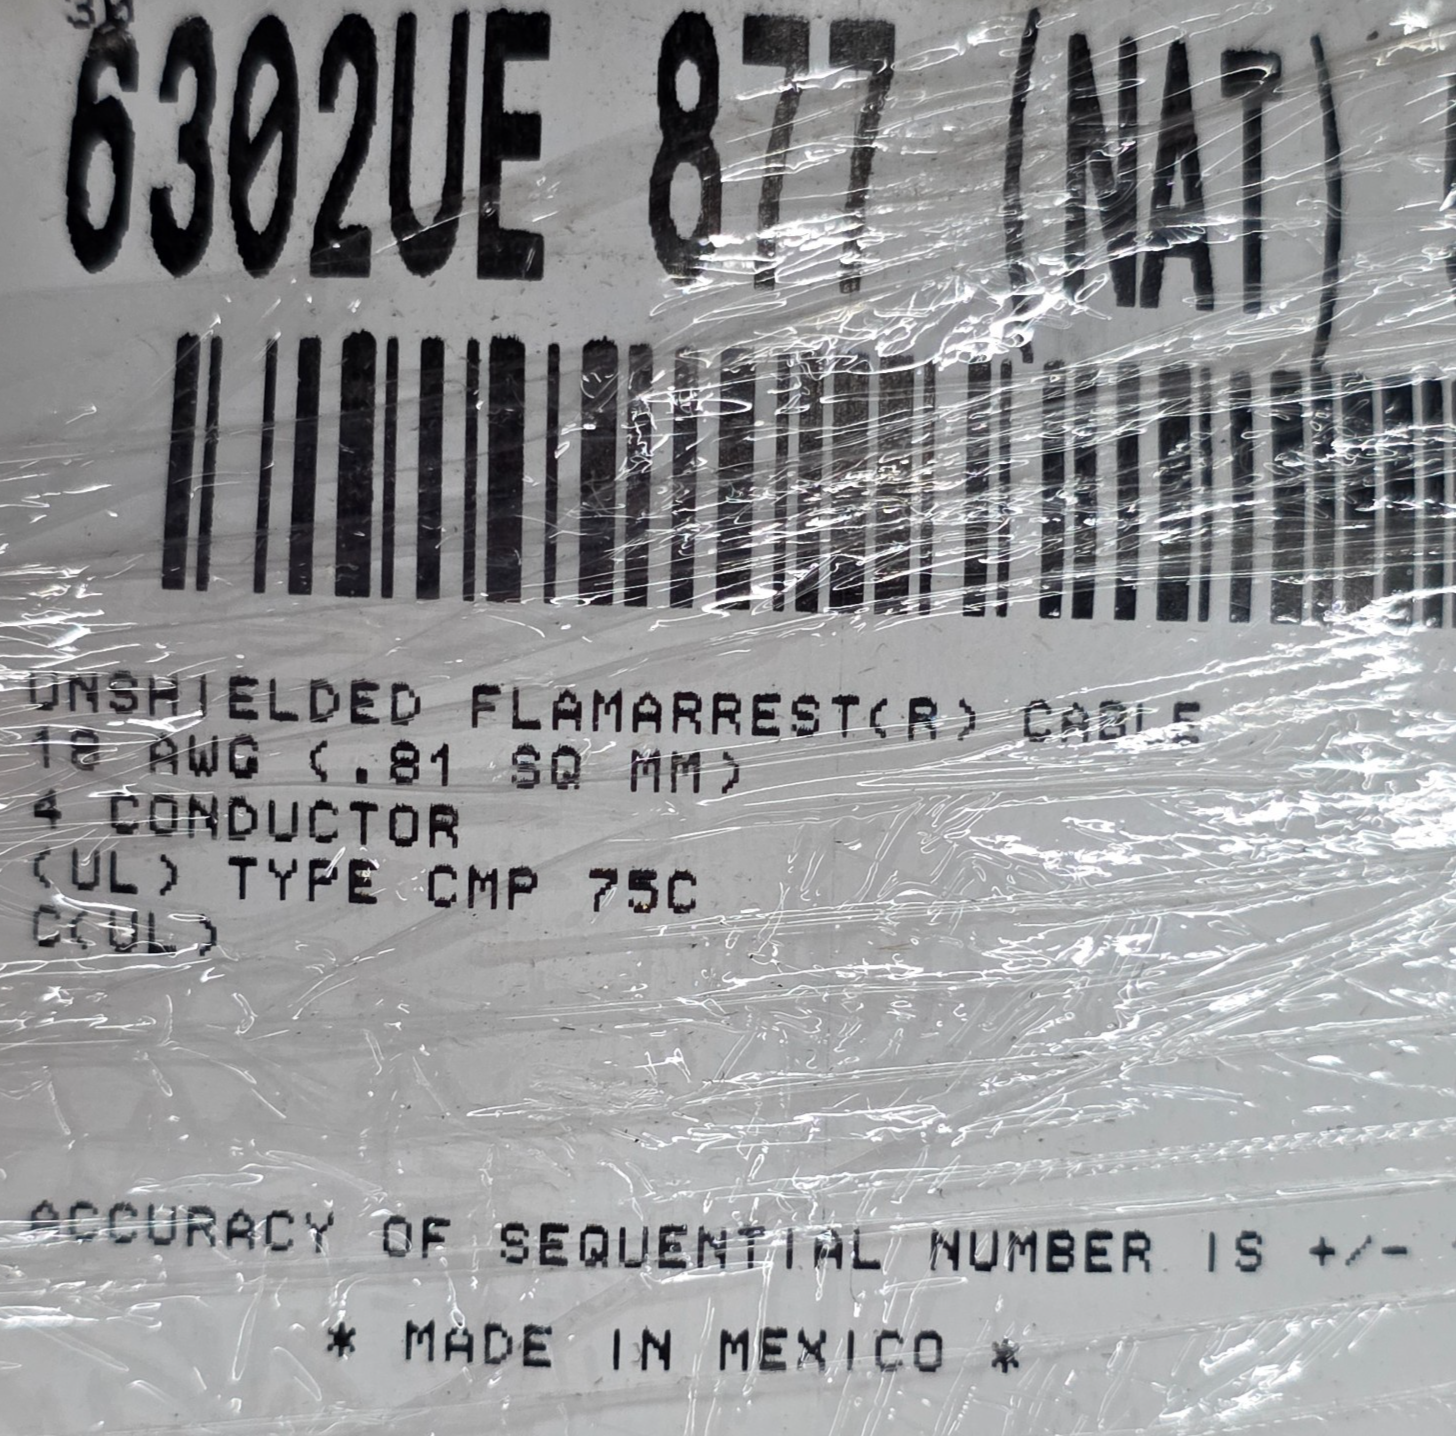 6302UE 877 (NAT)
UNSHIELDED FLAMARREST(R) CABLE
18 AWG (.81 SQ MM)
4 CONDUCTOR
(UL) TYPE CMP 75C
C(UL)
ACCURACY OF SEQUENTIAL NUMBER IS +/-
* MADE IN MEXICO *